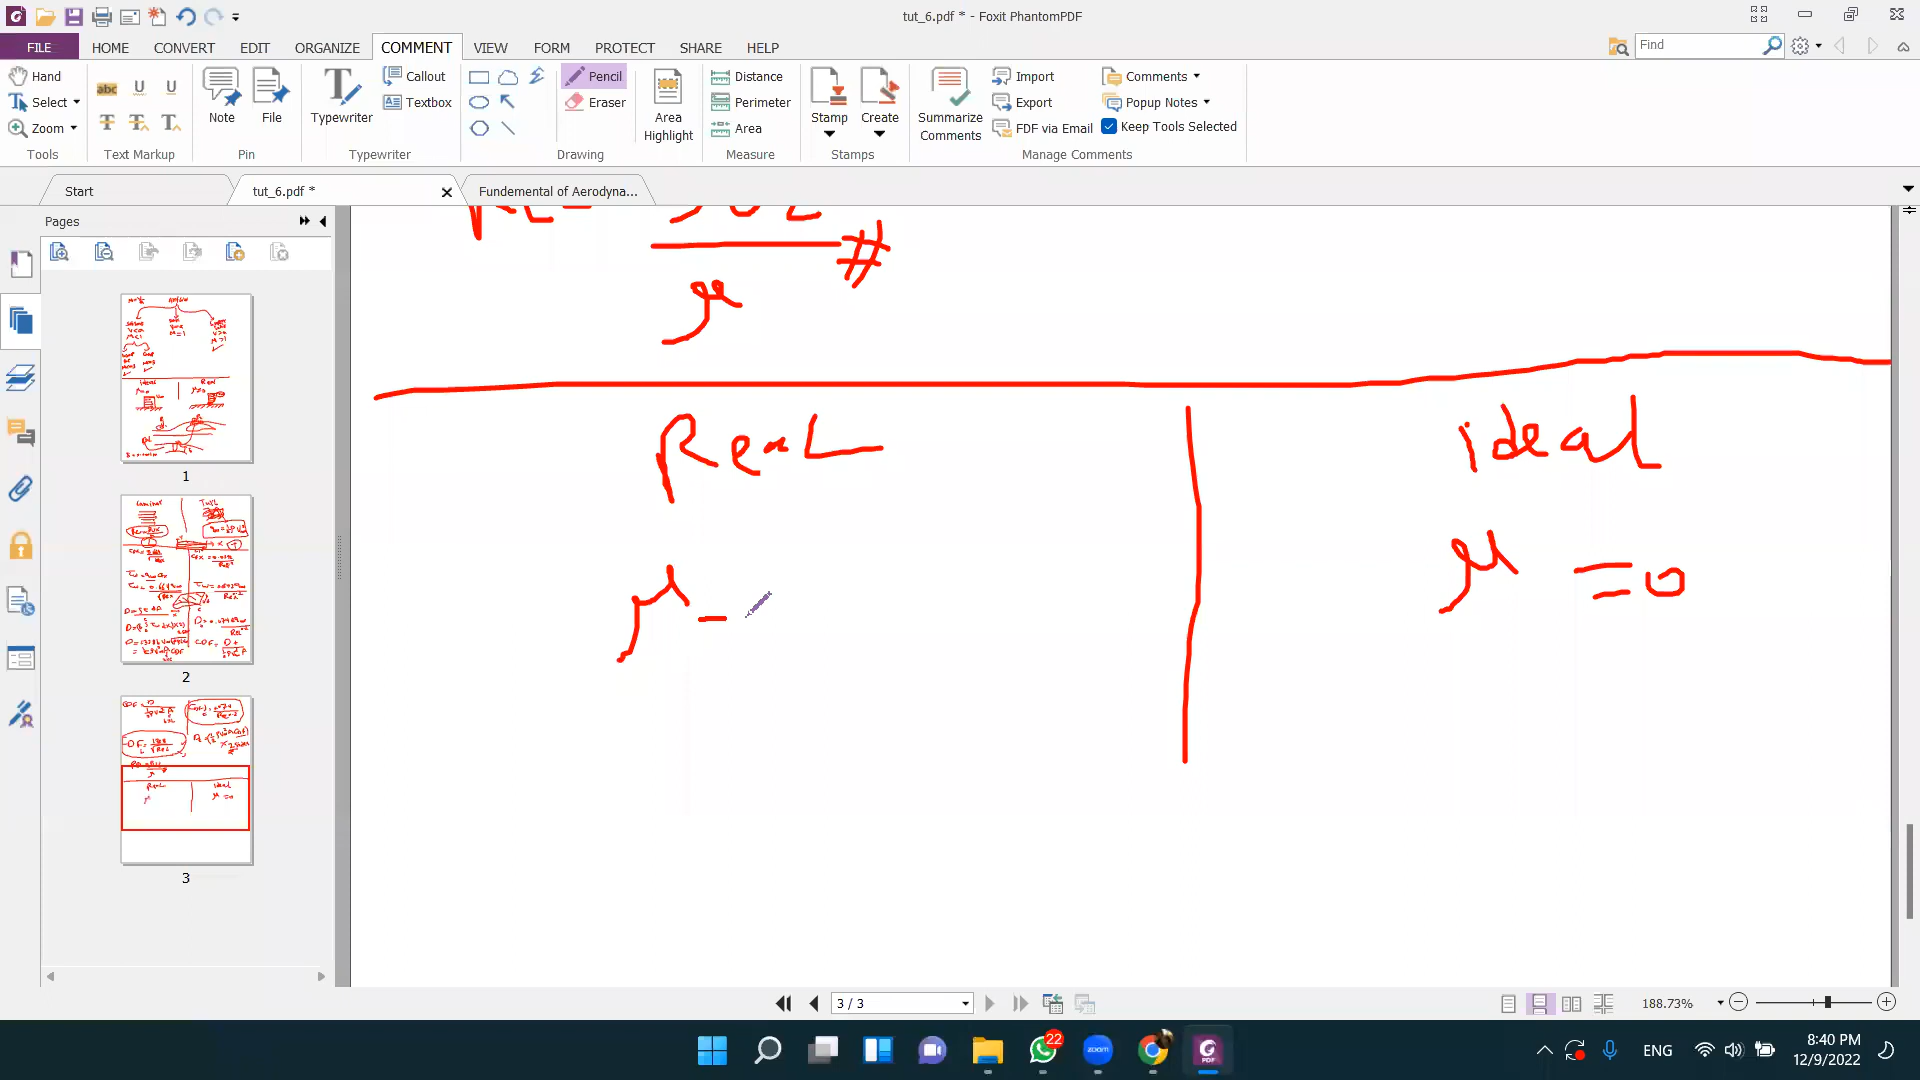 tut_6.pdf * - Foxit PhantomPDF
FILE HOME CONVERT EDIT ORGANIZE COMMENT VIEW FORM PROTECT SHARE HELP Find
Hand
Select
Zoom
Tools
abc U U
T T T
Text Markup
Note File
Pin
Typewriter
Callout
Textbox
Typewriter
Pencil
Eraser
Area Highlight
Drawing
Distance
Perimeter
Area
Measure
Stamp Create
Stamps
Summarize Comments
Import
Export
FDF via Email
Comments
Popup Notes
Keep Tools Selected
Manage Comments
Start tut_6.pdf * Fundemental of Aerodyna...
Pages
1
2
3
#
μ
Real ideal
μ - μ = 0
3 / 3 188.73%
22
zoom
PDF
ENG
8:40 PM
12/9/2022